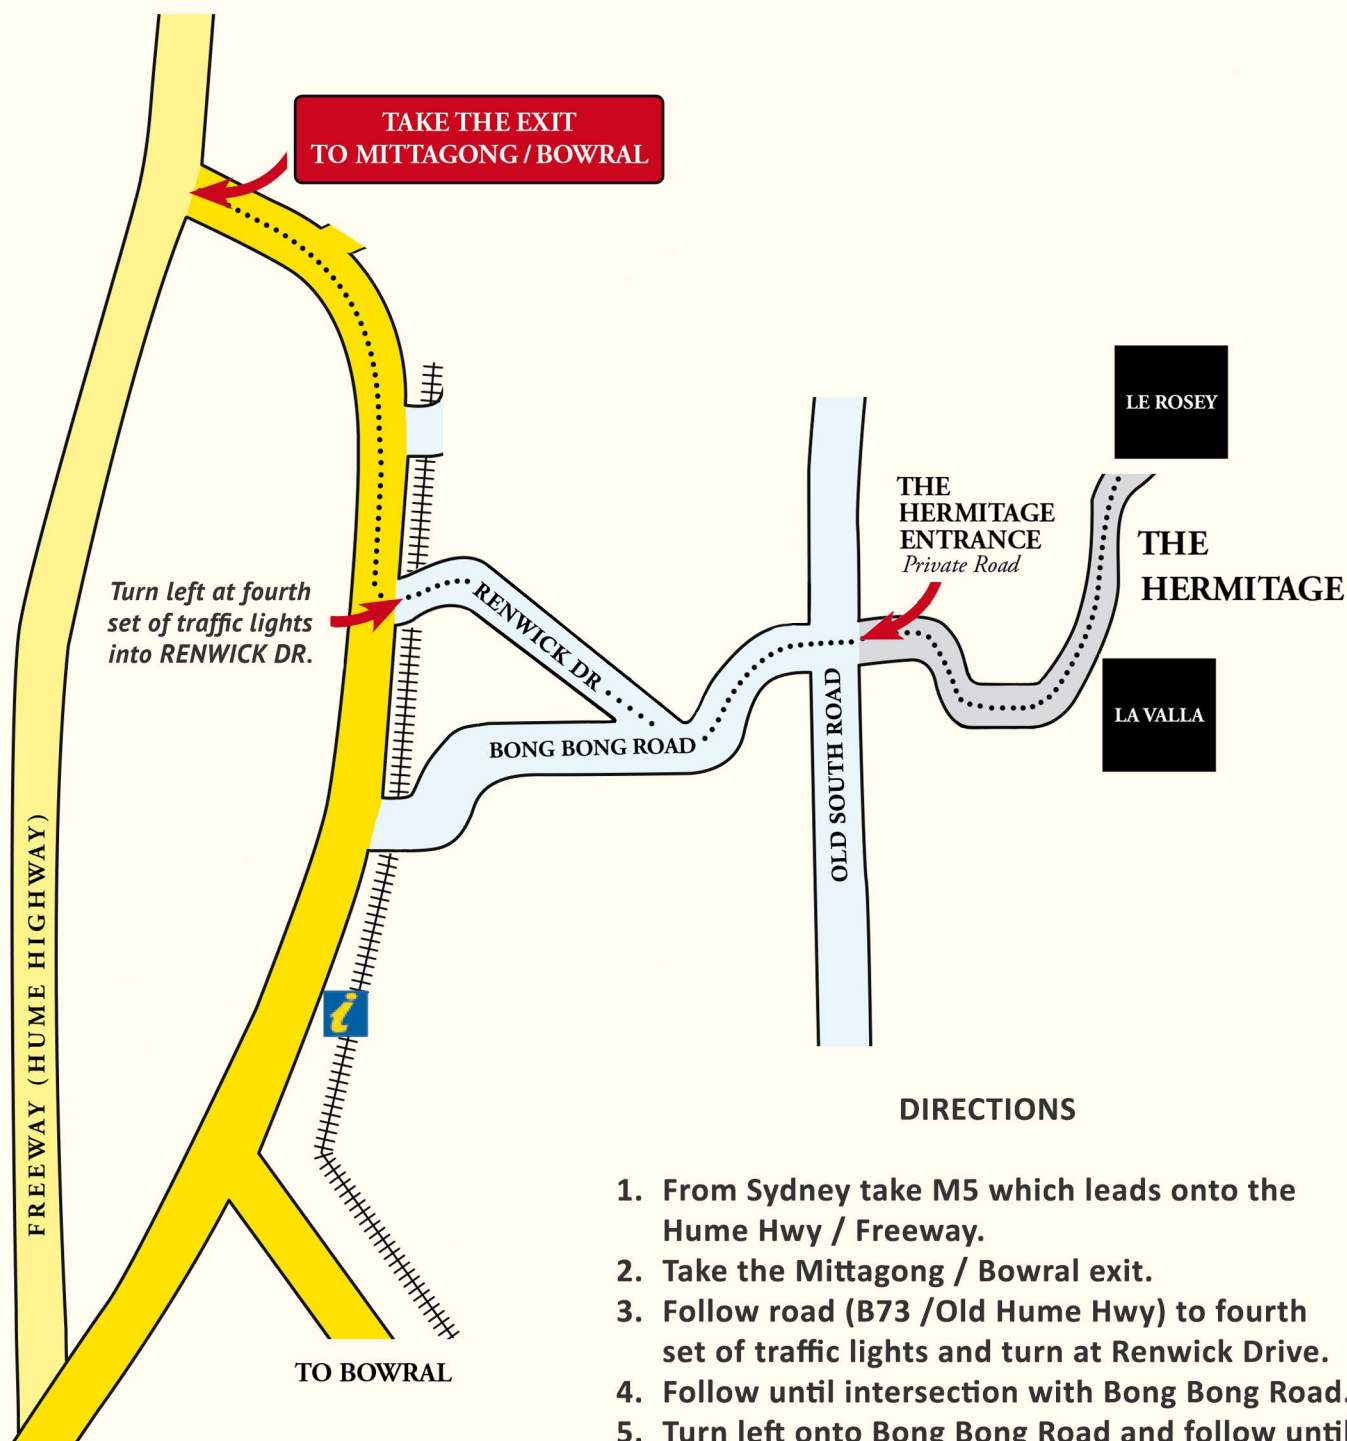 TAKE THE EXIT
TO MITTAGONG / BOWRAL
LE ROSEY
THE
HERMITAGE
ENTRANCE
Private Road
THE
HERMITAGE
Turn left at fourth
set of traffic lights
into RENWICK DR.
RENWICK DR
LA VALLA
BONG BONG ROAD
OLD SOUTH ROAD
FREEWAY (HUME HIGHWAY)
i
TO BOWRAL
DIRECTIONS
1. From Sydney take M5 which leads onto the
Hume Hwy / Freeway.
2. Take the Mittagong / Bowral exit.
3. Follow road (B73 /Old Hume Hwy) to fourth
set of traffic lights and turn at Renwick Drive.
4. Follow until intersection with Bong Bong Road.
5. Turn left onto Bong Bong Road and follow until